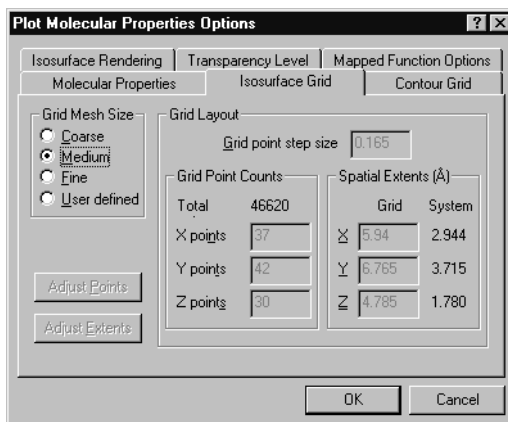 Plot Molecular Properties Options
Isosurface Rendering Transparency Level Mapped Function Options
Molecular Properties Isosurface Grid Contour Grid
Grid Mesh Size
Coarse
Medium
Fine
User defined
Adjust Points
Adjust Extents
Grid Layout
Grid point step size 0.165
Grid Point Counts
Total 46620
X points 37
Y points 42
Z points 30
Spatial Extents (Å)
Grid System
X 5.94 2.944
Y 6.765 3.715
Z 4.785 1.780
OK Cancel